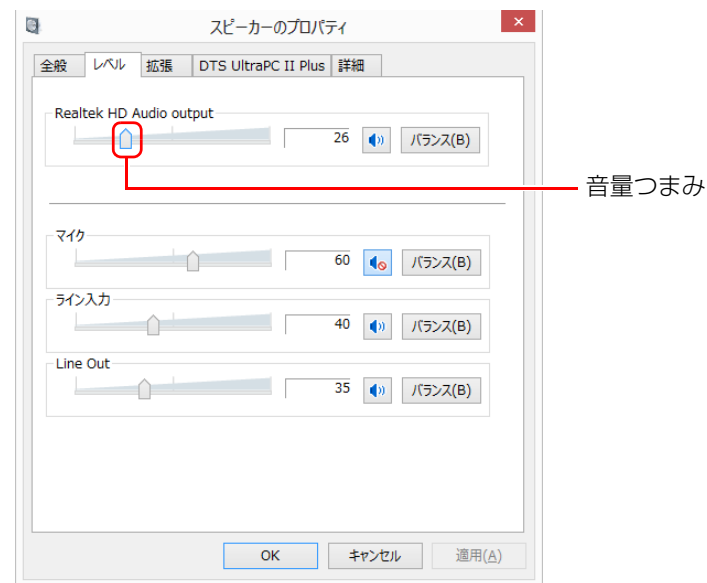 スピーカーのプロパティ
全般 レベル 拡張 DTS UltraPC II Plus 詳細
Realtek HD Audio output
26 バランス(B)
音量つまみ
マイク
60 バランス(B)
ライン入力
40 バランス(B)
Line Out
35 バランス(B)
OK キャンセル 適用(A)